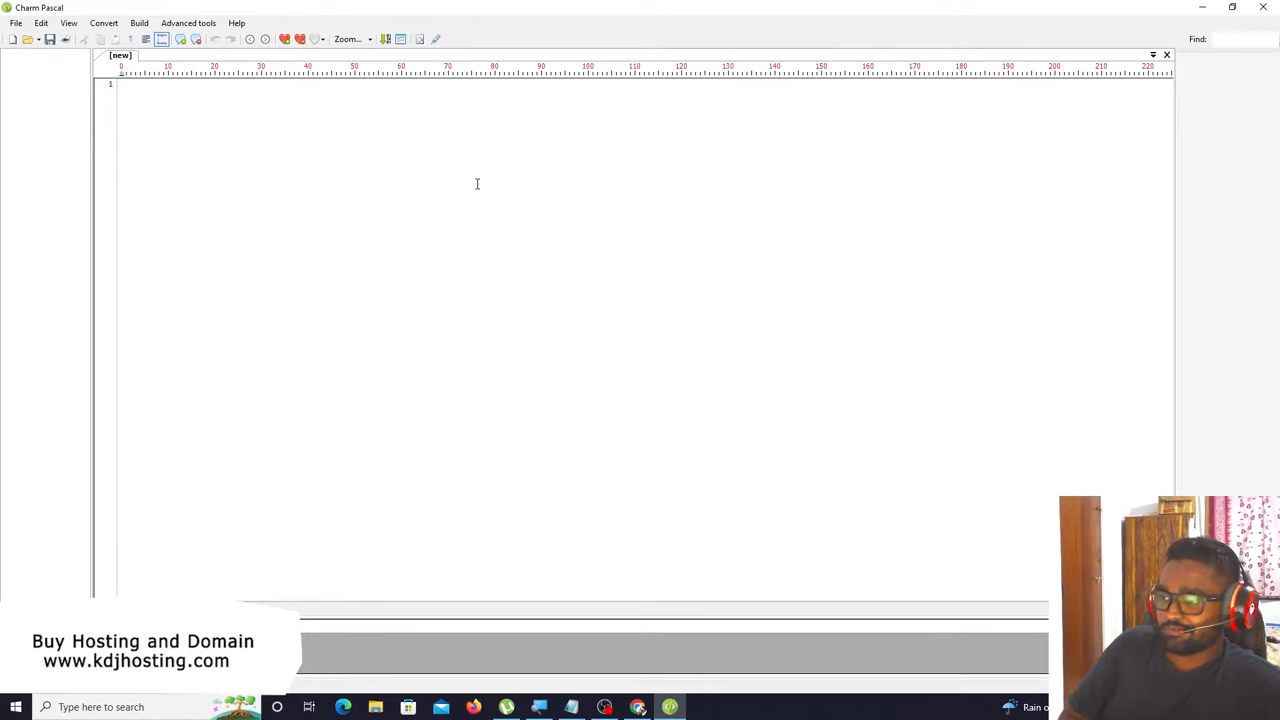 Charm Pascal
File Edit View Convert Build Advanced tools Help
Zoom... Find:
[new]
0 10 20 30 40 50 60 70 80 90 100 110 120 130 140 150 160 170 180 190 200 210 220
1
Buy Hosting and Domain
www.kdjhosting.com
Type here to search
Rain o